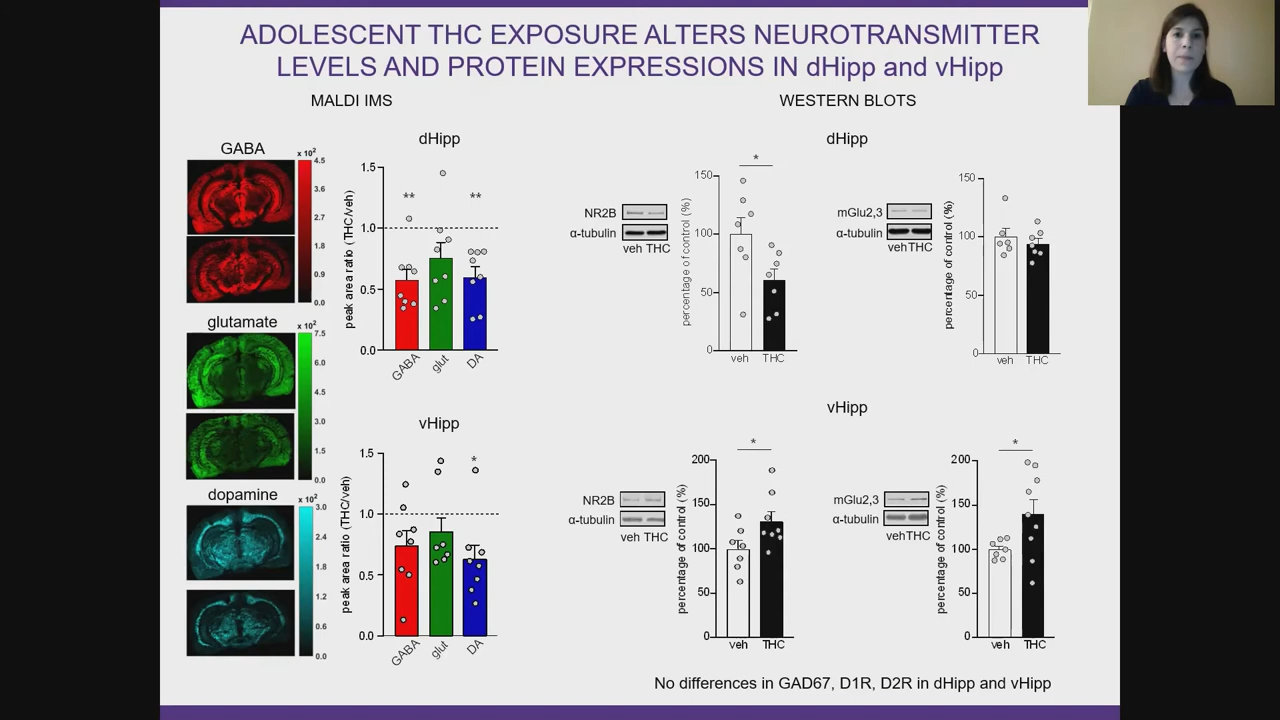 ADOLESCENT THC EXPOSURE ALTERS NEUROTRANSMITTER
LEVELS AND PROTEIN EXPRESSIONS IN dHipp and vHipp
MALDI IMS
WESTERN BLOTS
GABA
x 10²
4.5
3.6
2.7
1.8
0.9
0.0
glutamate
x 10²
7.5
6.0
4.5
3.0
1.5
0.0
dopamine
x 10²
3.0
2.4
1.8
1.2
0.6
0.0
dHipp
peak area ratio (THC/veh)
1.5
1.0
0.5
0.0
** **
GABA
glut
DA
vHipp
peak area ratio (THC/veh)
1.5
1.0
0.5
0.0
*
GABA
glut
DA
dHipp
NR2B
α-tubulin
veh THC
percentage of control (%)
150
100
50
0
*
veh THC
mGlu2,3
α-tubulin
veh THC
percentage of control (%)
150
100
50
0
veh THC
vHipp
NR2B
α-tubulin
veh THC
percentage of control (%)
200
150
100
50
0
*
veh THC
mGlu2,3
α-tubulin
veh THC
percentage of control (%)
200
150
100
50
0
*
veh THC
No differences in GAD67, D1R, D2R in dHipp and vHipp